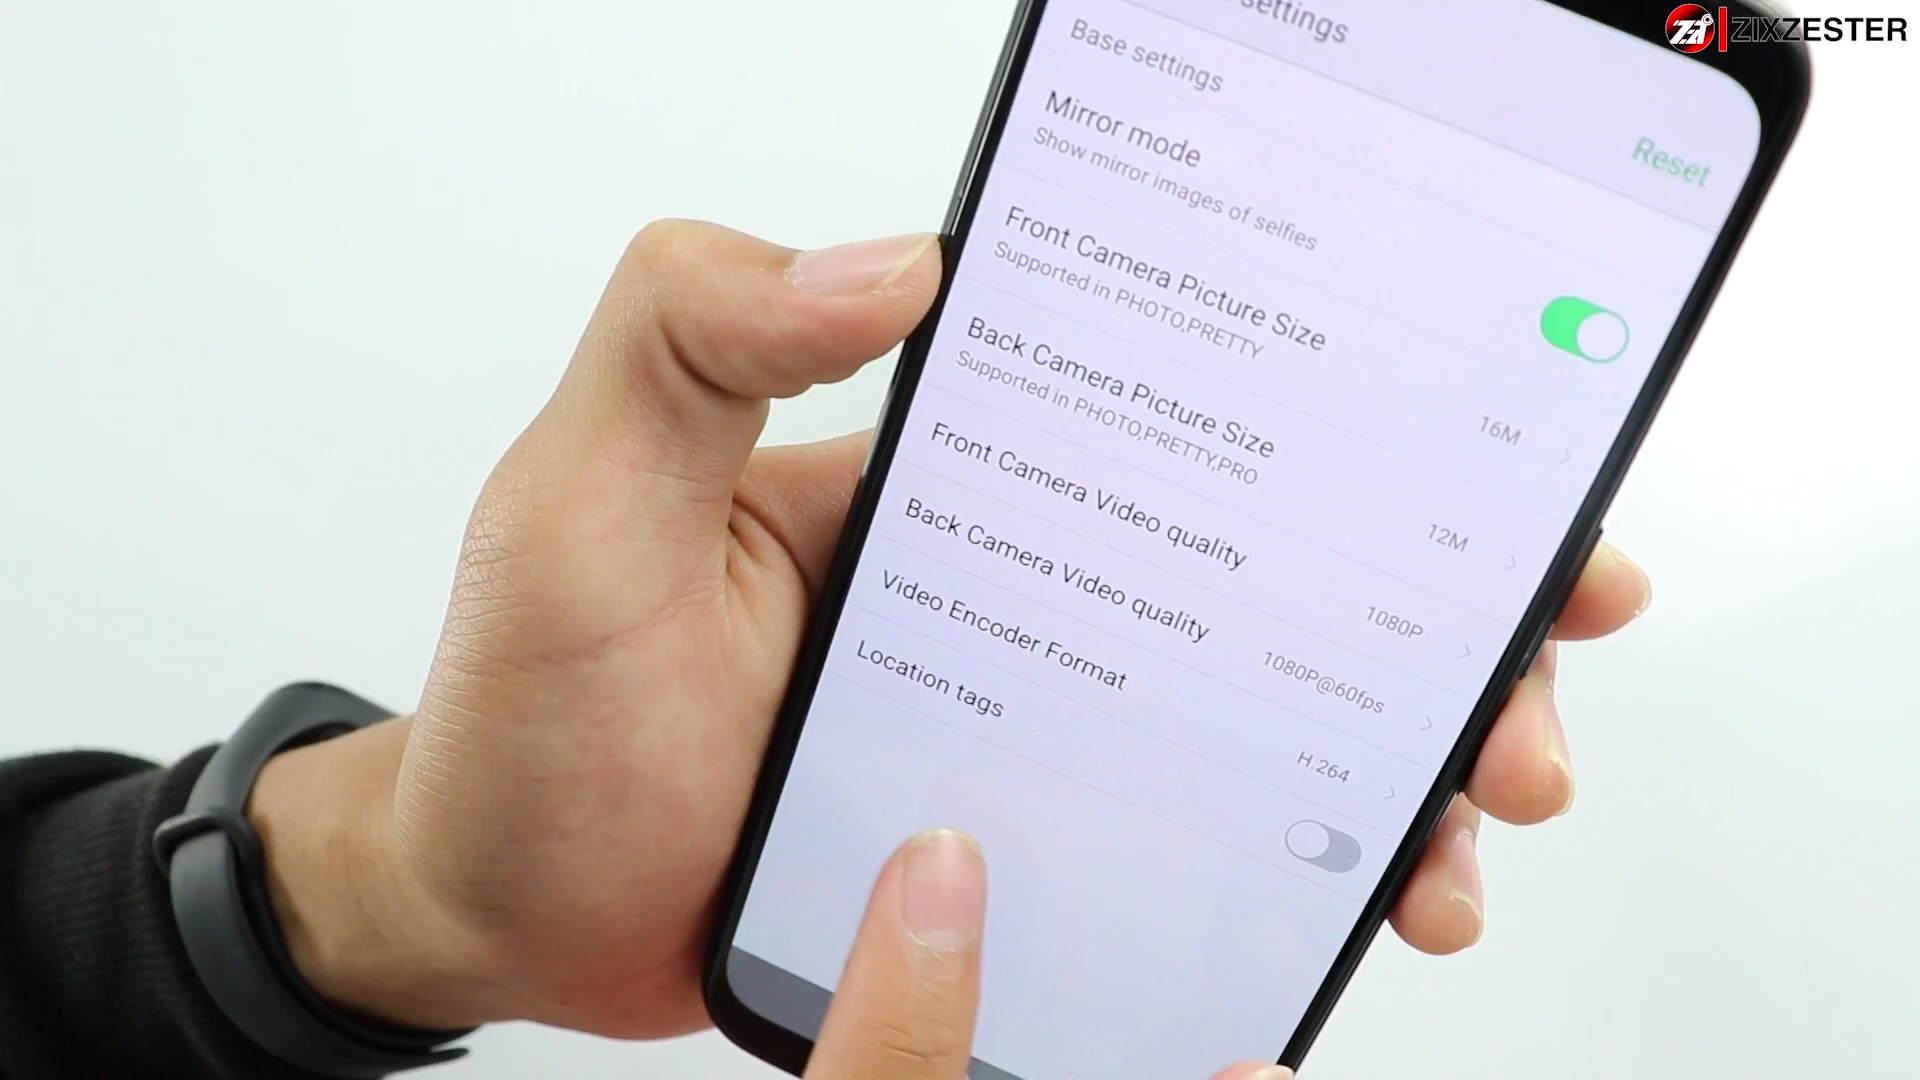 ZIXZESTER
settings
Reset
Base settings
Mirror mode
Show mirror images of selfies
Front Camera Picture Size
Supported in PHOTO,PRETTY
16M
Back Camera Picture Size
Supported in PHOTO,PRETTY,PRO
12M
Front Camera Video quality
1080P
Back Camera Video quality
1080P@60fps
Video Encoder Format
H.264
Location tags